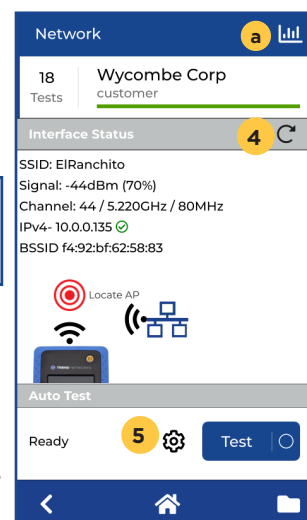 Network
a
18
Tests
Wycombe Corp
customer
Interface Status
4
SSID: ElRanchito
Signal: -44dBm (70%)
Channel: 44 / 5.220GHz / 80MHz
IPv4- 10.0.0.135
BSSID f4:92:bf:62:58:83
Locate AP
TREND NETWORKS
Auto Test
Ready
5
Test